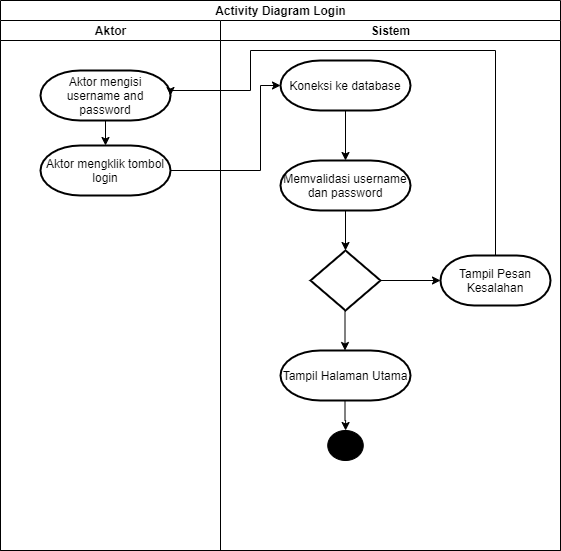 Activity Diagram Login
Aktor
Sistem
Aktor mengisi
username and
password
Aktor mengklik tombol
login
Koneksi ke database
Memvalidasi username
dan password
Tampil Pesan
Kesalahan
Tampil Halaman Utama